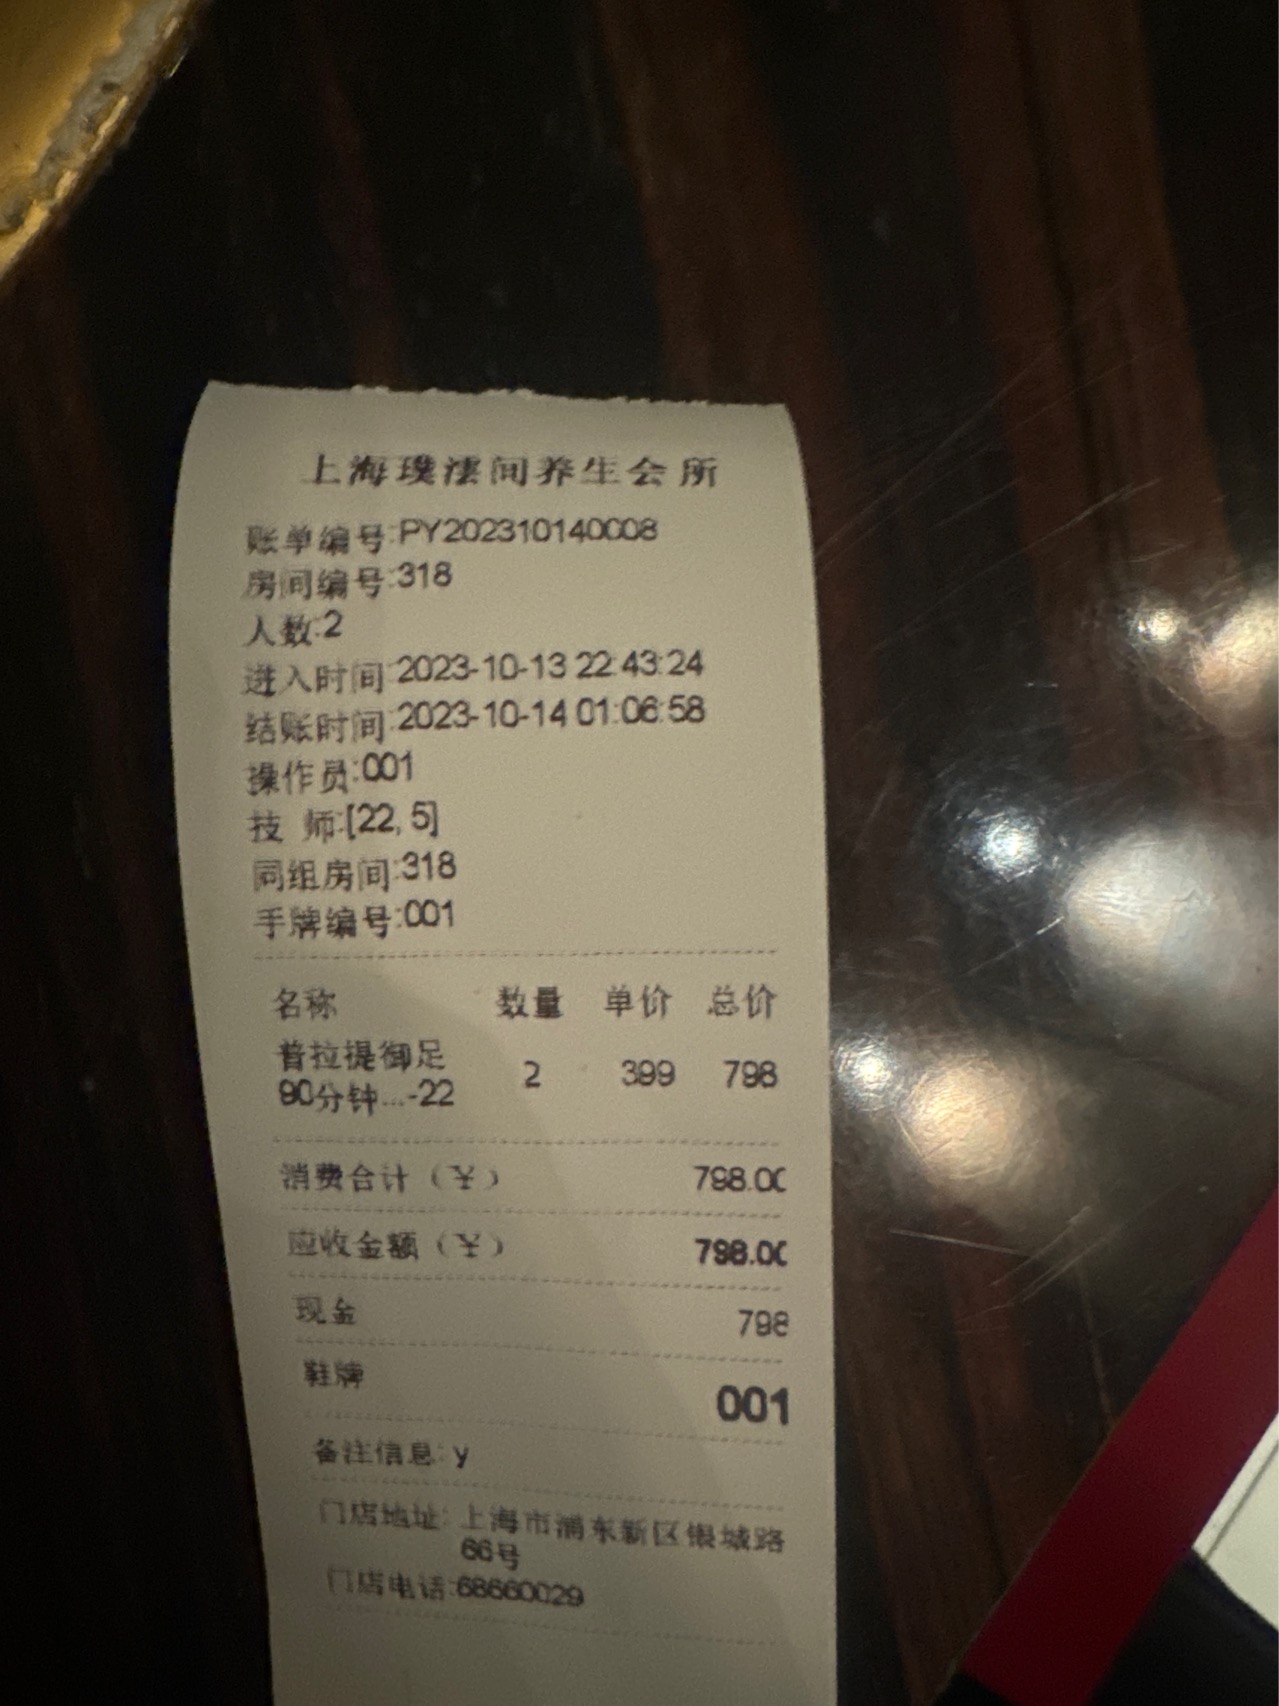 上海璞澐间养生会所
账单编号:PY202310140008
房间编号:318
人数:2
进入时间:2023-10-13 22:43:24
结账时间:2023-10-14 01:06:58
操作员:001
技 师:[22, 5]
同组房间:318
手牌编号:001
名称 数量 单价 总价
普拉提御足
90分钟...-22 2 399 798
消费合计（¥） 798.00
应收金额（¥） 798.00
现金 798
鞋牌
001
备注信息: y
门店地址: 上海市浦东新区银城路
66号
门店电话:68660029